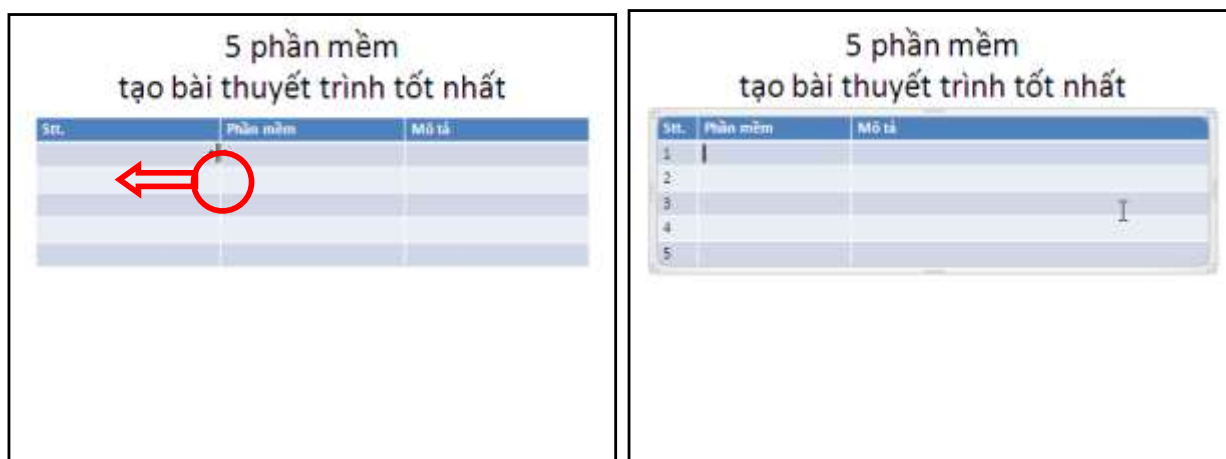 5 phần mềm
tạo bài thuyết trình tốt nhất
Stt. Phần mềm Mô tả
5 phần mềm
tạo bài thuyết trình tốt nhất
Stt. Phần mềm Mô tả
1
2
3
4
5